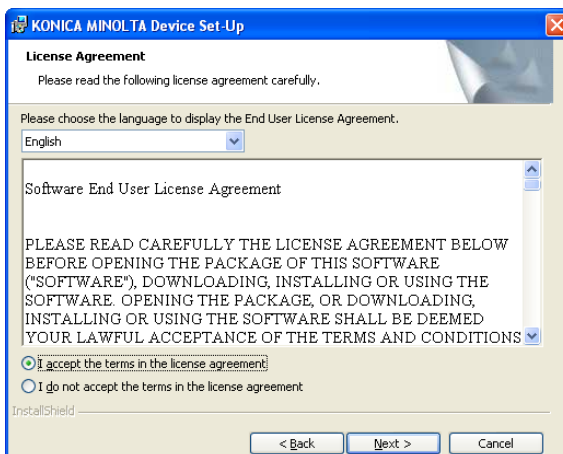 KONICA MINOLTA Device Set-Up
License Agreement
Please read the following license agreement carefully.
Please choose the language to display the End User License Agreement.
English
Software End User License Agreement
PLEASE READ CAREFULLY THE LICENSE AGREEMENT BELOW
BEFORE OPENING THE PACKAGE OF THIS SOFTWARE
("SOFTWARE"), DOWNLOADING, INSTALLING OR USING THE
SOFTWARE. OPENING THE PACKAGE, OR DOWNLOADING,
INSTALLING OR USING THE SOFTWARE SHALL BE DEEMED
YOUR LAWFUL ACCEPTANCE OF THE TERMS AND CONDITIONS
I accept the terms in the license agreement
I do not accept the terms in the license agreement
InstallShield
< Back
Next >
Cancel